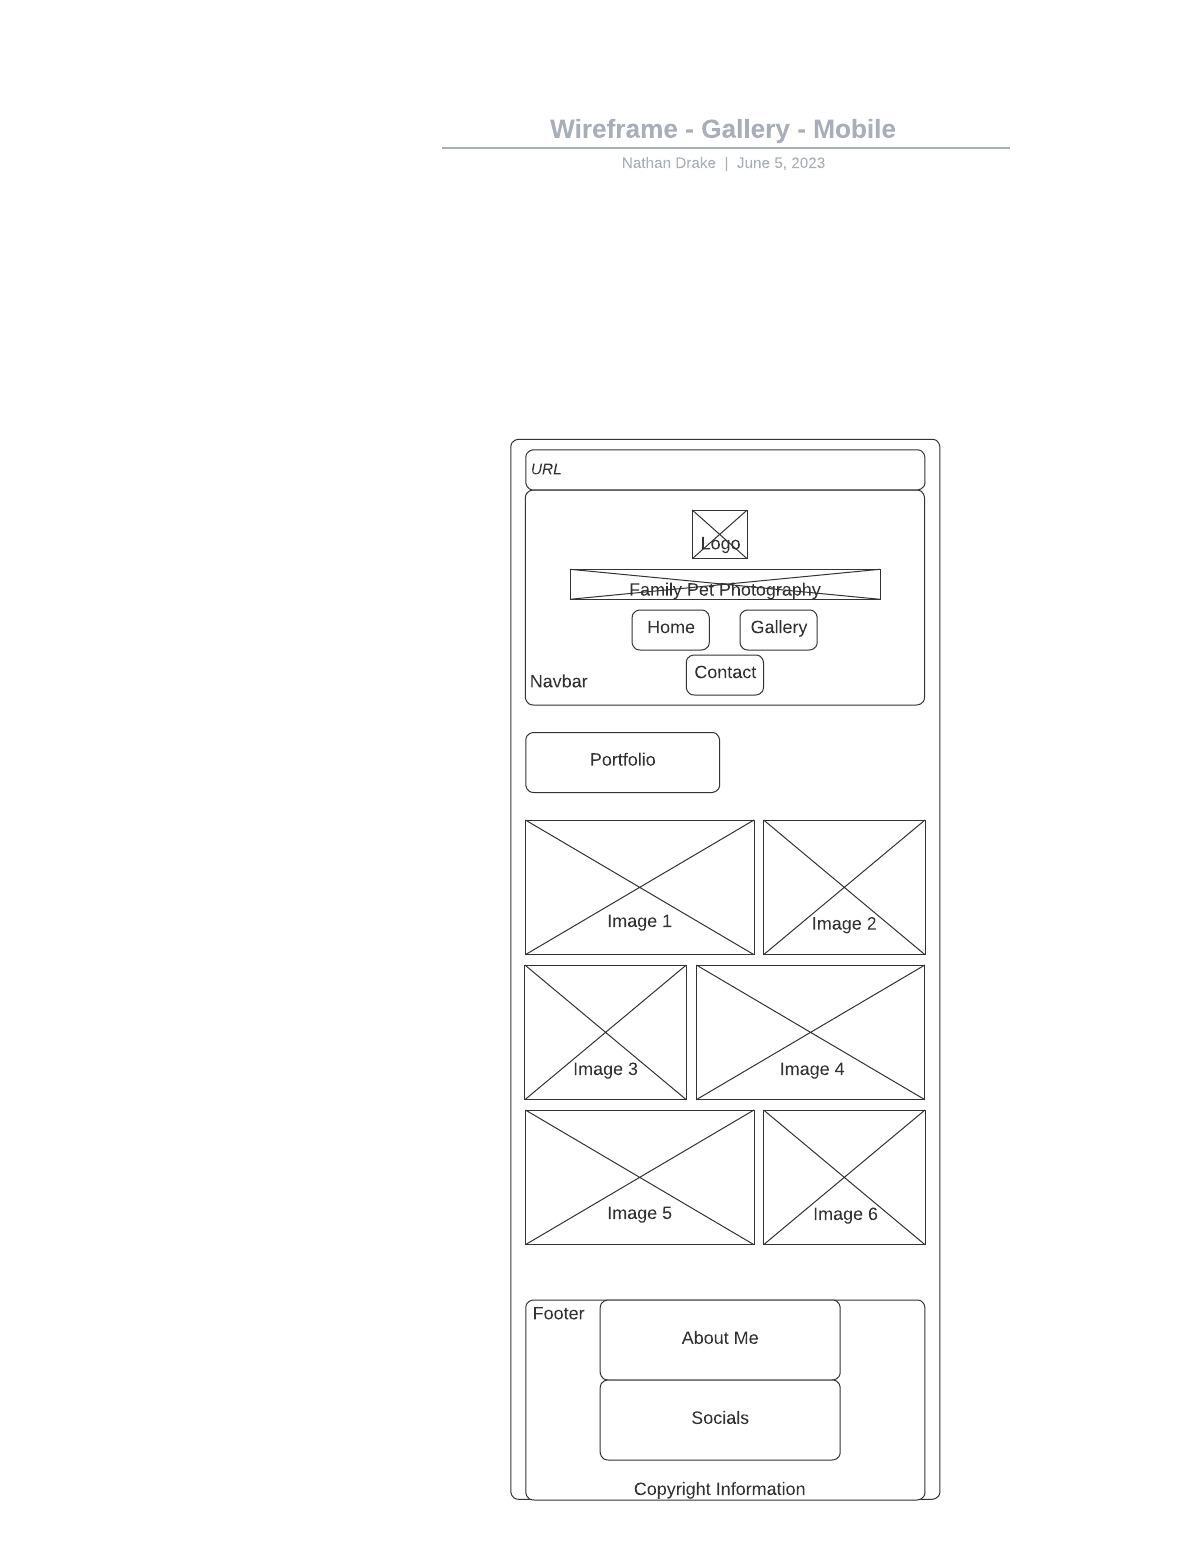 Wireframe - Gallery - Mobile
Nathan Drake | June 5, 2023
URL
Logo
Family Pet Photography
Home Gallery
Contact
Navbar
Portfolio
Image 1 Image 2
Image 3 Image 4
Image 5 Image 6
Footer
About Me
Socials
Copyright Information